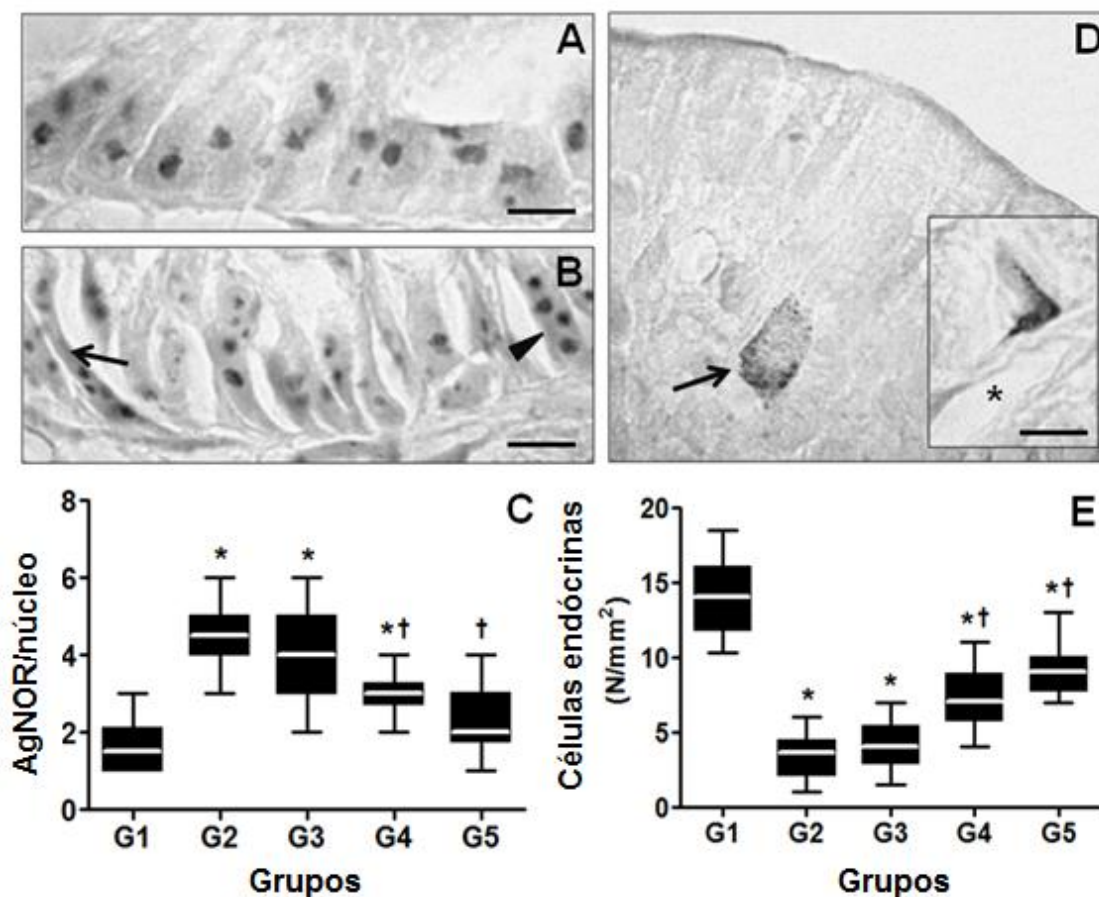 A
B
C
AgNOR/núcleo
8
6
4
2
0
*
*
*†
†
G1 G2 G3 G4 G5
Grupos
D
*
E
Células endócrinas
(N/mm²)
20
15
10
5
0
*
*
*†
*†
G1 G2 G3 G4 G5
Grupos